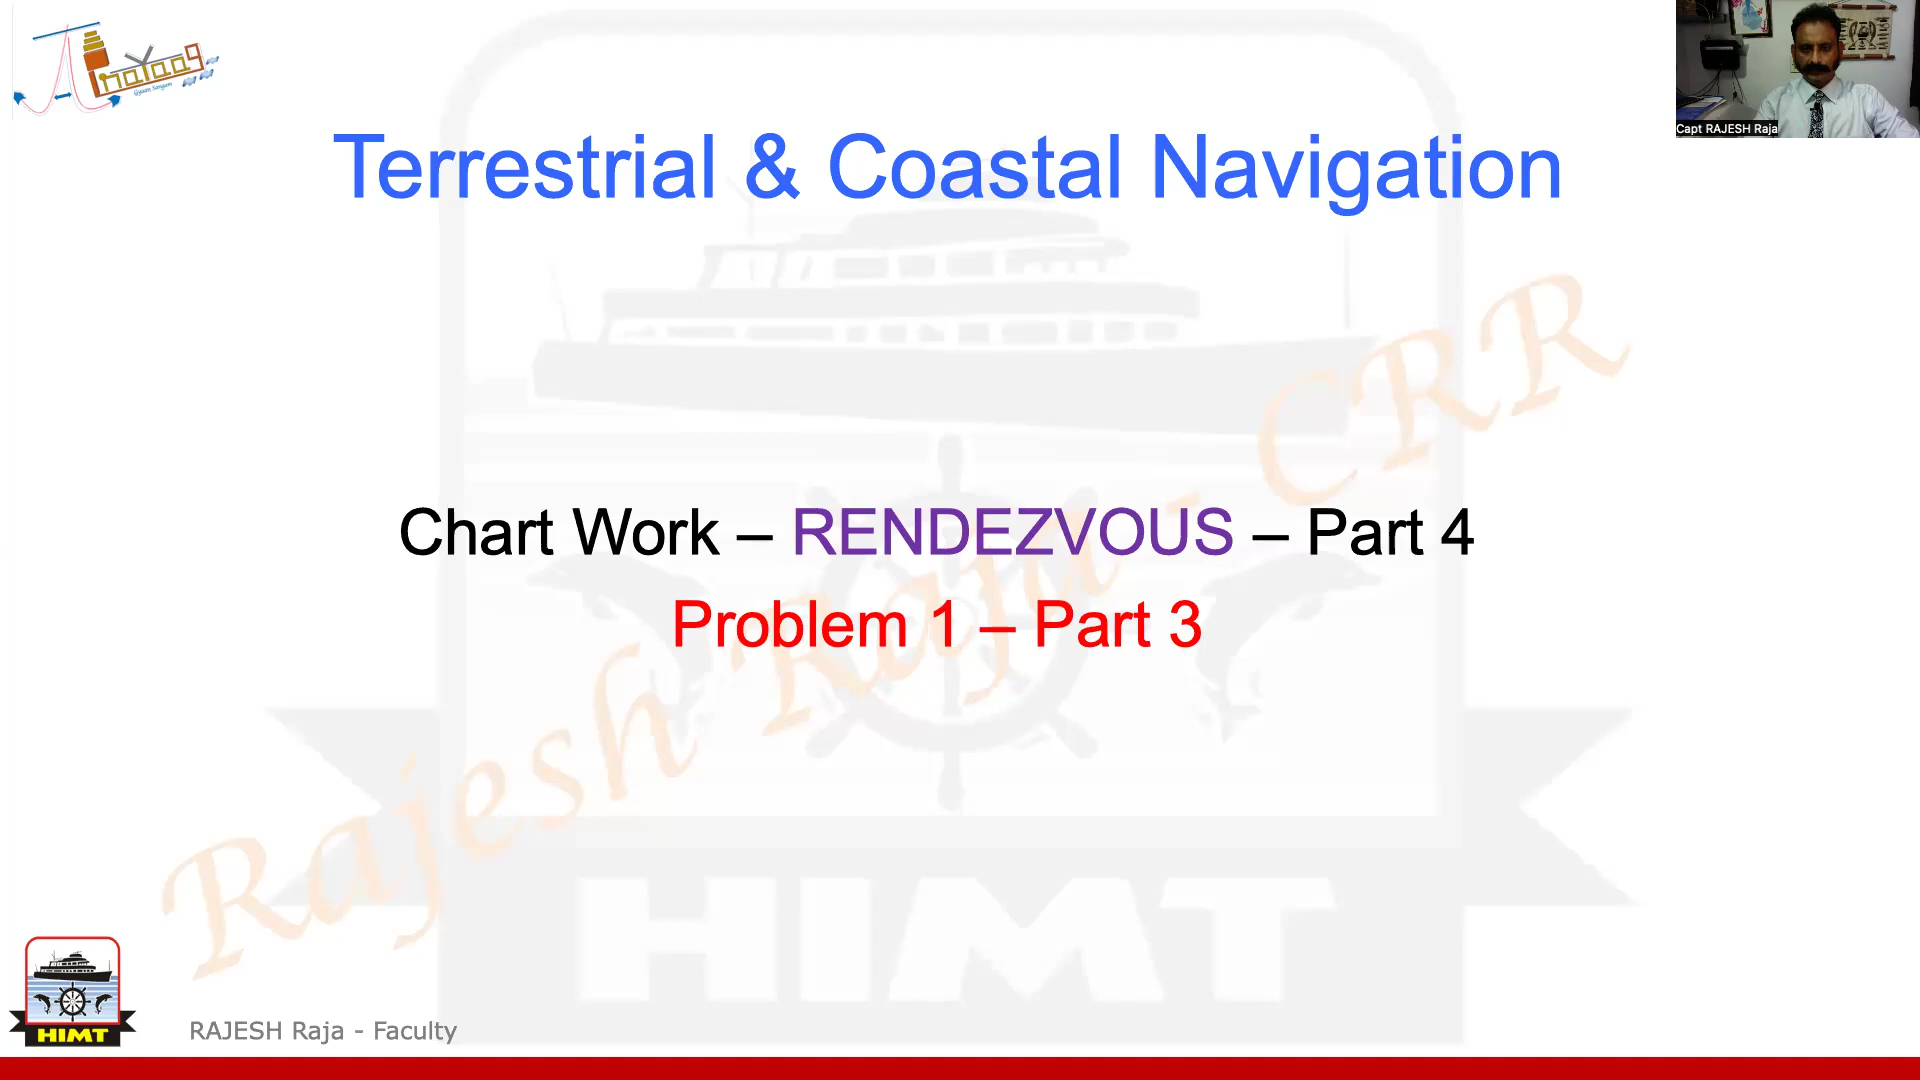 Capt RAJESH Raja
Terrestrial & Coastal Navigation
Chart Work – RENDEZVOUS – Part 4
Problem 1 – Part 3
Rajesh Raja - CRR
HIMT
HIMT
RAJESH Raja - Faculty